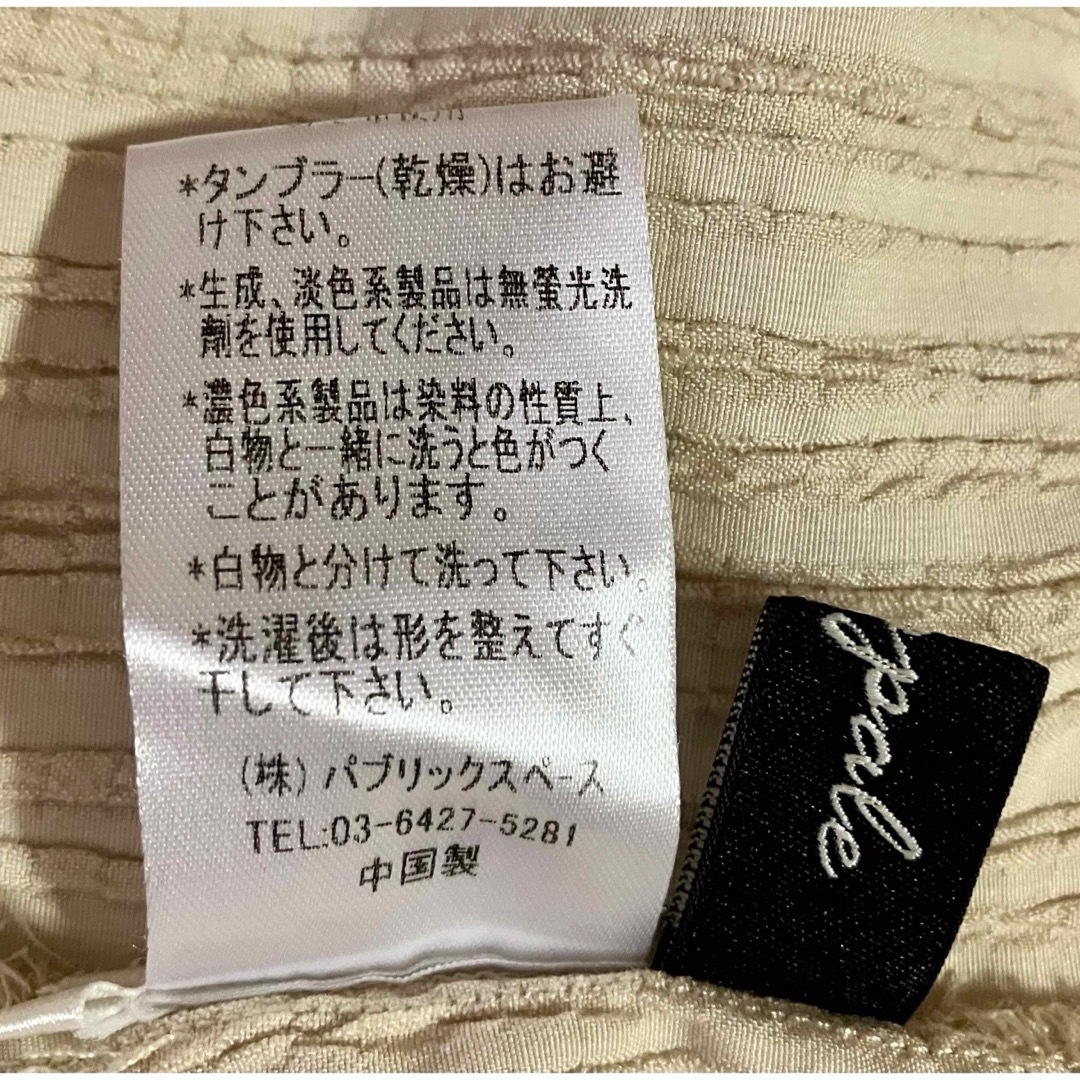 *タンブラー(乾燥)はお避
け下さい。
*生成、淡色系製品は無螢光洗
剤を使用してください。
*濃色系製品は染料の性質上、
白物と一緒に洗うと色がつく
ことがあります。
*白物と分けて洗って下さい。
*洗濯後は形を整えてすぐ
干して下さい。
(株)パブリックスペース
TEL:03-6427-5281
中国製
pale